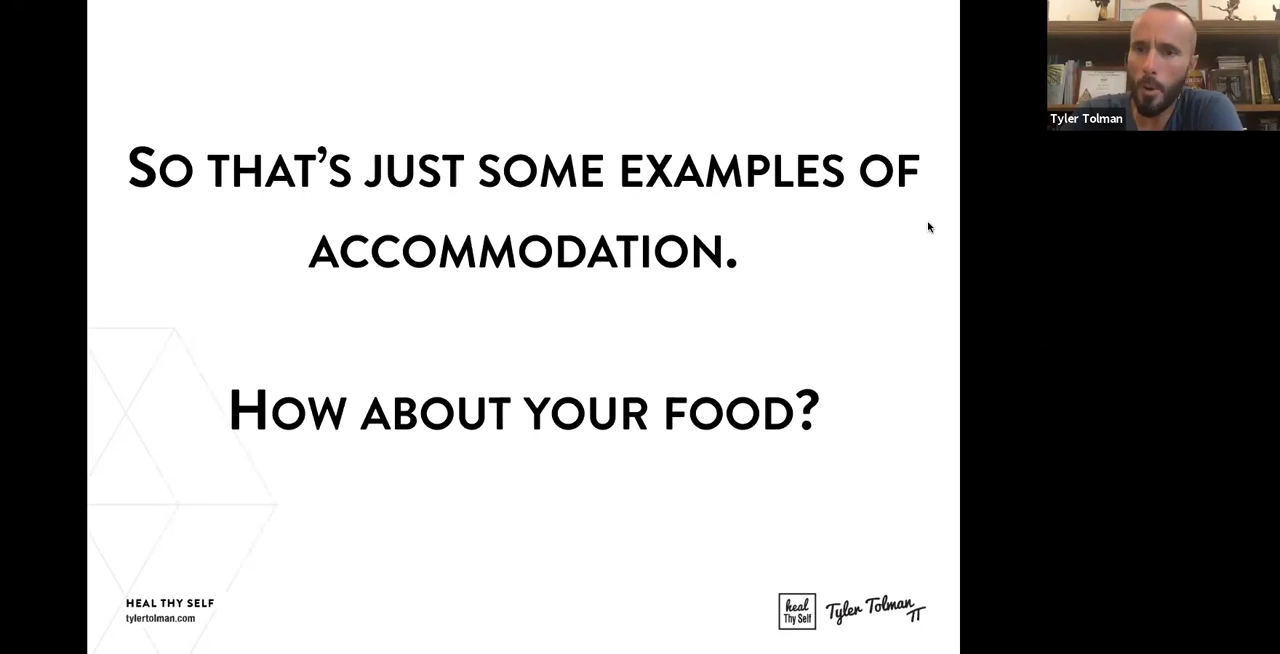 So that’s just some examples of
accommodation.
How about your food?
HEAL THY SELF
tylertolman.com
heal
Thy Self
Tyler Tolman
TT
Tyler Tolman